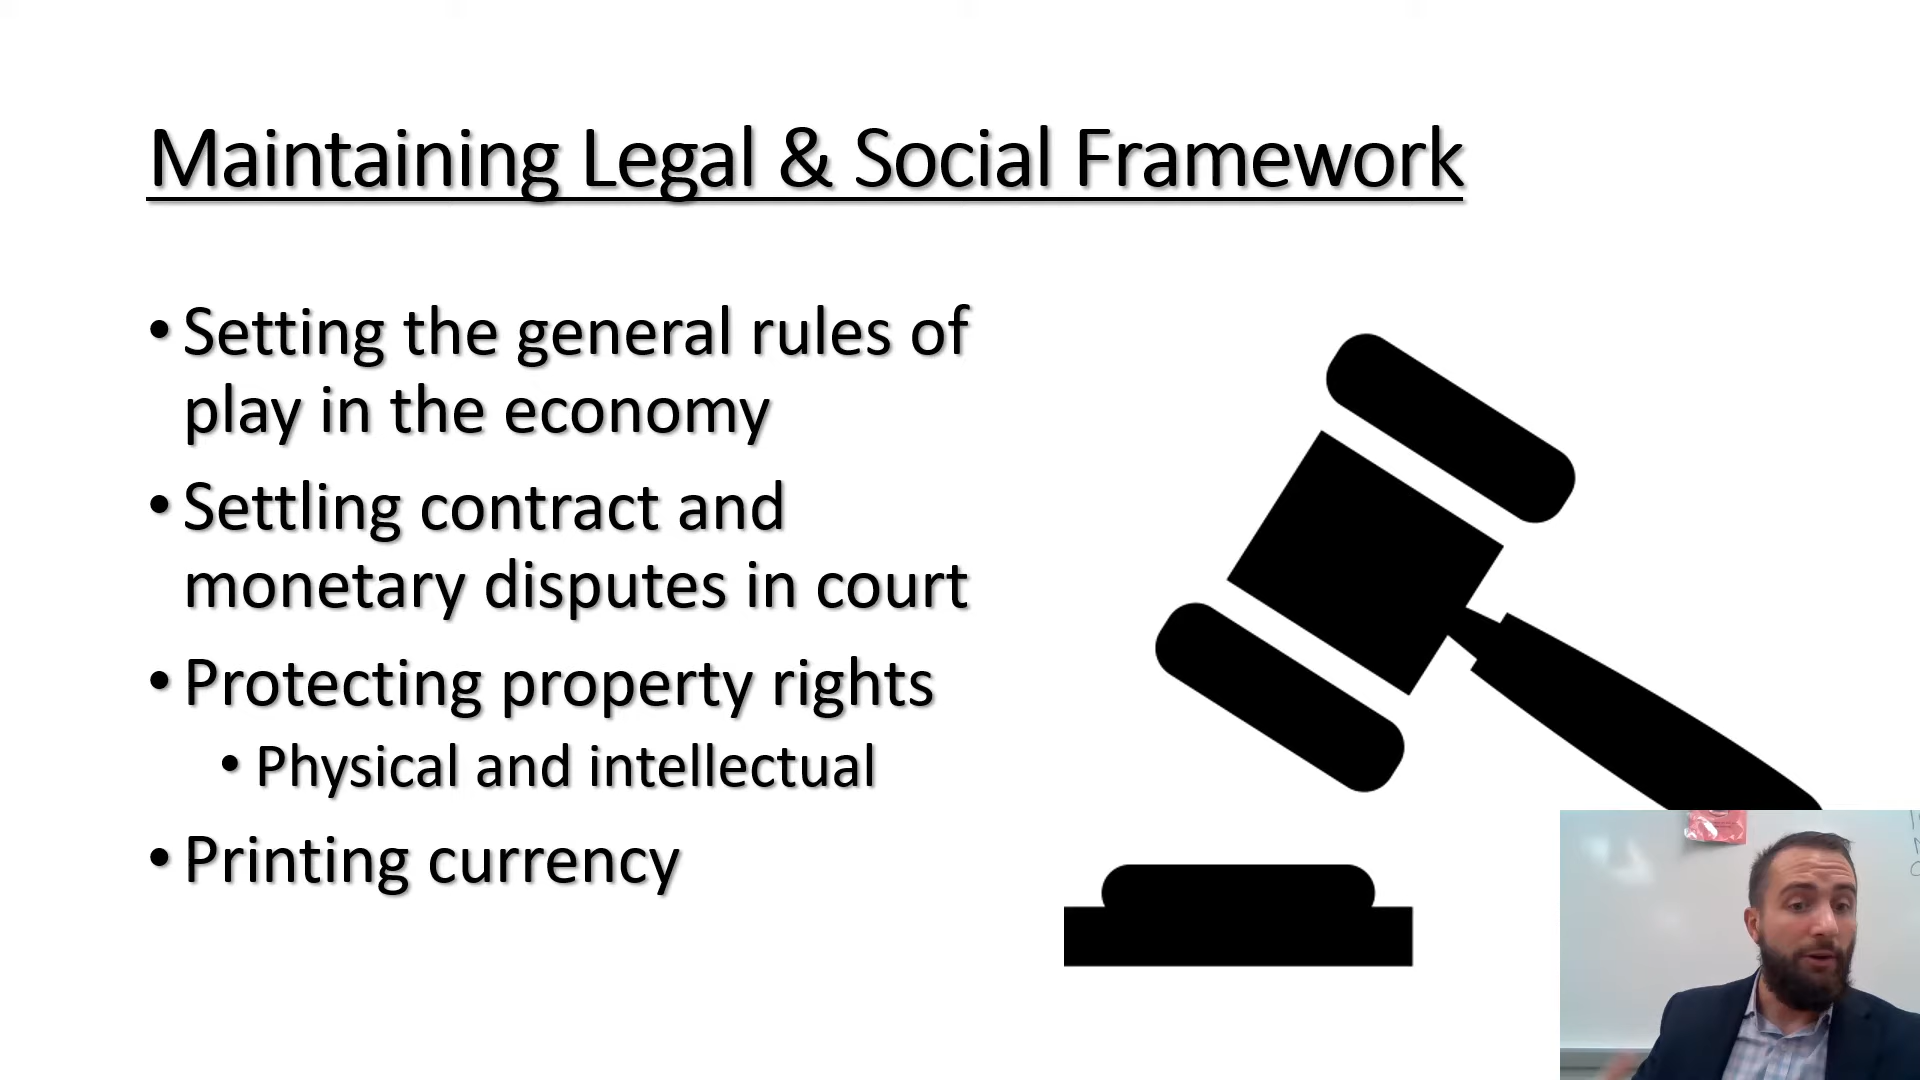 Maintaining Legal & Social Framework
• Setting the general rules of
play in the economy
• Settling contract and
monetary disputes in court
• Protecting property rights
• Physical and intellectual
• Printing currency